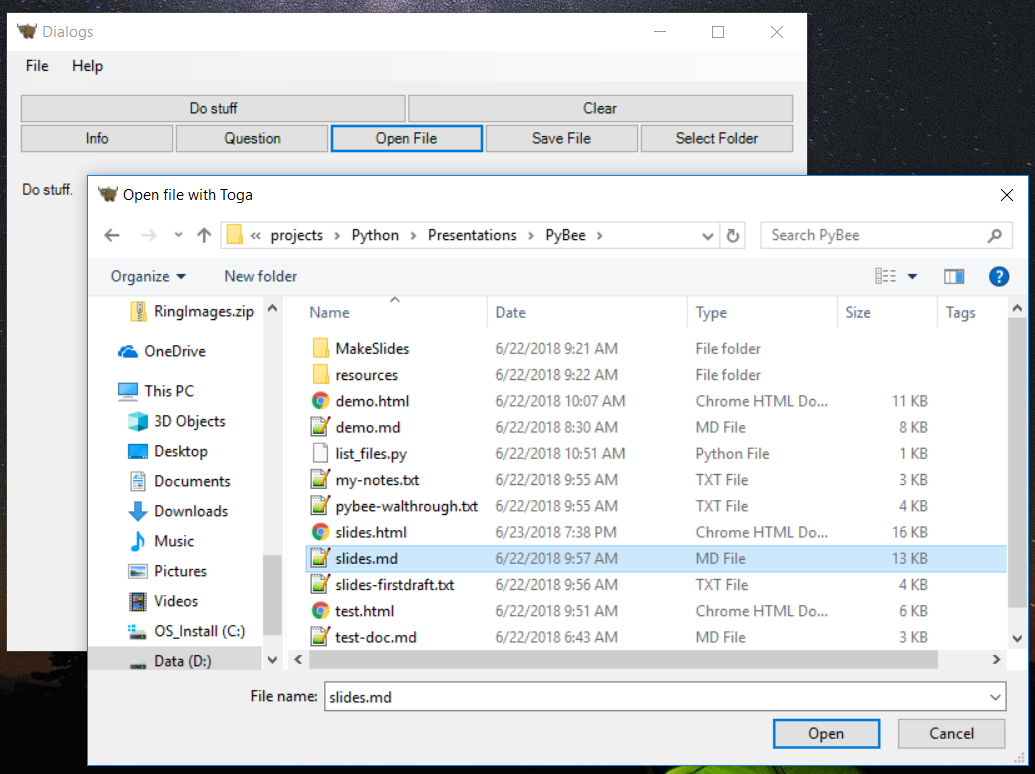 Dialogs
File Help
Do stuff Clear
Info Question Open File Save File Select Folder
Do stuff.
Open file with Toga
« projects › Python › Presentations › PyBee ›
Search PyBee
Organize New folder
?
RingImages.zip
OneDrive
This PC
3D Objects
Desktop
Documents
Downloads
Music
Pictures
Videos
OS_Install (C:)
Data (D:)
Name Date Type Size Tags
MakeSlides 6/22/2018 9:21 AM File folder
resources 6/22/2018 9:22 AM File folder
demo.html 6/22/2018 10:07 AM Chrome HTML Do... 11 KB
demo.md 6/22/2018 8:30 AM MD File 8 KB
list_files.py 6/22/2018 10:51 AM Python File 1 KB
my-notes.txt 6/22/2018 9:55 AM TXT File 3 KB
pybee-walthrough.txt 6/22/2018 9:55 AM TXT File 4 KB
slides.html 6/23/2018 7:38 PM Chrome HTML Do... 16 KB
slides.md 6/22/2018 9:57 AM MD File 13 KB
slides-firstdraft.txt 6/22/2018 9:56 AM TXT File 4 KB
test.html 6/22/2018 9:51 AM Chrome HTML Do... 6 KB
test-doc.md 6/22/2018 6:43 AM MD File 3 KB
File name: slides.md
Open Cancel